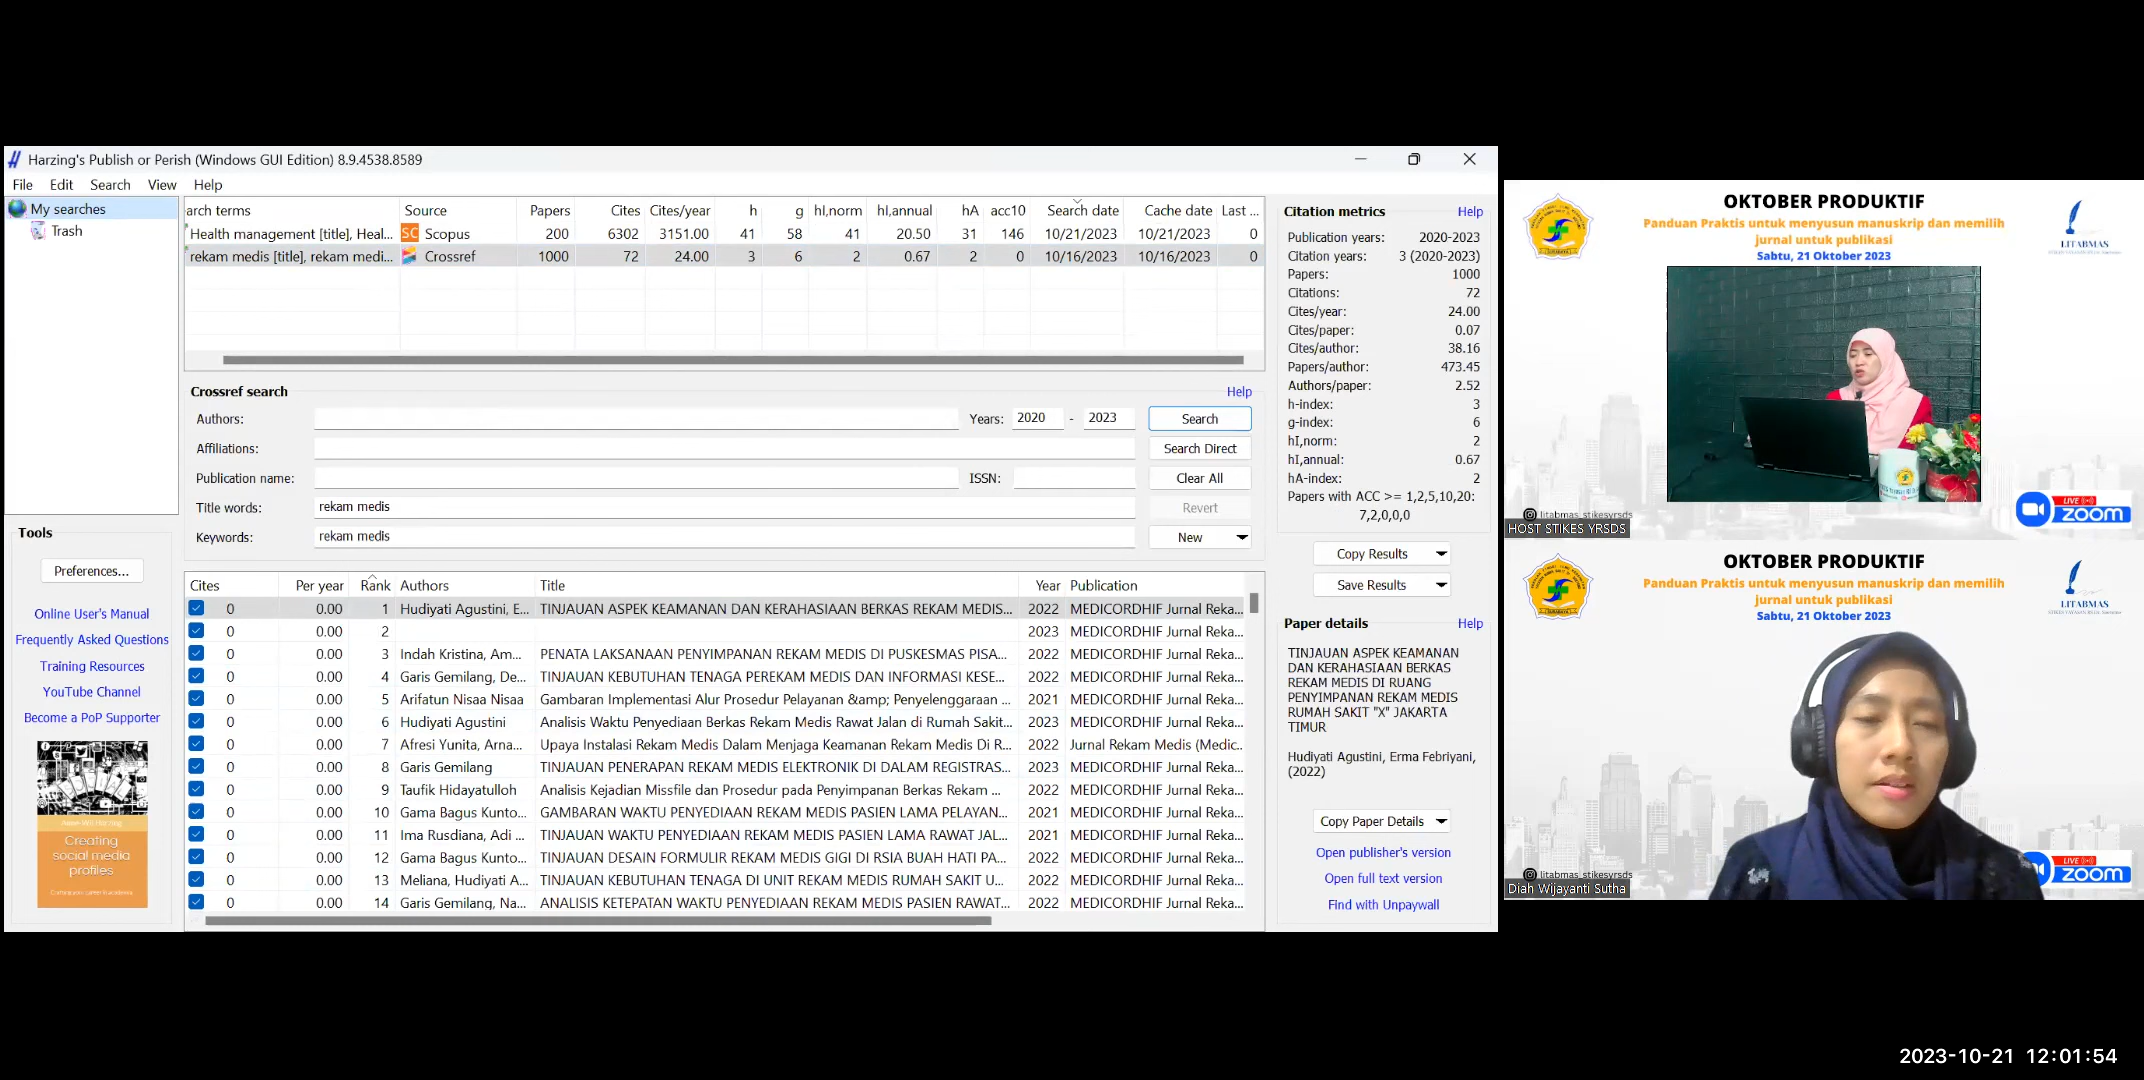 Harzing's Publish or Perish (Windows GUI Edition) 8.9.4538.8589
File Edit Search View Help
My searches
Trash
arch terms Source Papers Cites Cites/year h g hI,norm hI,annual hA acc10 Search date Cache date Last ...
Health management [title], Heal... SC Scopus 200 6302 3151.00 41 58 41 20.50 31 146 10/21/2023 10/21/2023 0
rekam medis [title], rekam medi... Crossref 1000 72 24.00 3 6 2 0.67 2 0 10/16/2023 10/16/2023 0
Crossref search Help
Authors: Years: 2020 - 2023 Search
Affiliations: Search Direct
Publication name: ISSN: Clear All
Title words: rekam medis Revert
Keywords: rekam medis New
Tools
Preferences...
Online User's Manual
Frequently Asked Questions
Training Resources
YouTube Channel
Become a PoP Supporter
Creating
social media
profiles
Cites Per year Rank Authors Title Year Publication
0 0.00 1 Hudiyati Agustini, E... TINJAUAN ASPEK KEAMANAN DAN KERAHASIAAN BERKAS REKAM MEDIS... 2022 MEDICORDHIF Jurnal Reka...
0 0.00 2 2023 MEDICORDHIF Jurnal Reka...
0 0.00 3 Indah Kristina, Am... PENATA LAKSANAAN PENYIMPANAN REKAM MEDIS DI PUSKESMAS PISA... 2022 MEDICORDHIF Jurnal Reka...
0 0.00 4 Garis Gemilang, De... TINJAUAN KEBUTUHAN TENAGA PEREKAM MEDIS DAN INFORMASI KESE... 2022 MEDICORDHIF Jurnal Reka...
0 0.00 5 Arifatun Nisaa Nisaa Gambaran Implementasi Alur Prosedur Pelayanan &amp; Penyelenggaraan ... 2021 MEDICORDHIF Jurnal Reka...
0 0.00 6 Hudiyati Agustini Analisis Waktu Penyediaan Berkas Rekam Medis Rawat Jalan di Rumah Sakit... 2023 MEDICORDHIF Jurnal Reka...
0 0.00 7 Afresi Yunita, Arna... Upaya Instalasi Rekam Medis Dalam Menjaga Keamanan Rekam Medis Di R... 2022 Jurnal Rekam Medis (Medic...
0 0.00 8 Garis Gemilang TINJAUAN PENERAPAN REKAM MEDIS ELEKTRONIK DI DALAM REGISTRAS... 2023 MEDICORDHIF Jurnal Reka...
0 0.00 9 Taufik Hidayatulloh Analisis Kejadian Missfile dan Prosedur pada Penyimpanan Berkas Rekam ... 2022 MEDICORDHIF Jurnal Reka...
0 0.00 10 Gama Bagus Kunto... GAMBARAN WAKTU PENYEDIAAN REKAM MEDIS PASIEN LAMA PELAYAN... 2021 MEDICORDHIF Jurnal Reka...
0 0.00 11 Ima Rusdiana, Adi ... TINJAUAN WAKTU PENYEDIAAN REKAM MEDIS PASIEN LAMA RAWAT JAL... 2021 MEDICORDHIF Jurnal Reka...
0 0.00 12 Gama Bagus Kunto... TINJAUAN DESAIN FORMULIR REKAM MEDIS GIGI DI RSIA BUAH HATI PA... 2022 MEDICORDHIF Jurnal Reka...
0 0.00 13 Meliana, Hudiyati A... TINJAUAN KEBUTUHAN TENAGA DI UNIT REKAM MEDIS RUMAH SAKIT U... 2022 MEDICORDHIF Jurnal Reka...
0 0.00 14 Garis Gemilang, Na... ANALISIS KETEPATAN WAKTU PENYEDIAAN REKAM MEDIS PASIEN RAWAT... 2022 MEDICORDHIF Jurnal Reka...
Citation metrics Help
Publication years: 2020-2023
Citation years: 3 (2020-2023)
Papers: 1000
Citations: 72
Cites/year: 24.00
Cites/paper: 0.07
Cites/author: 38.16
Papers/author: 473.45
Authors/paper: 2.52
h-index: 3
g-index: 6
hI,norm: 2
hI,annual: 0.67
hA-index: 2
Papers with ACC >= 1,2,5,10,20:
7,2,0,0,0
Copy Results
Save Results
Paper details Help
TINJAUAN ASPEK KEAMANAN
DAN KERAHASIAAN BERKAS
REKAM MEDIS DI RUANG
PENYIMPANAN REKAM MEDIS
RUMAH SAKIT "X" JAKARTA
TIMUR
Hudiyati Agustini, Erma Febriyani,
(2022)
Copy Paper Details
Open publisher's version
Open full text version
Find with Unpaywall
OKTOBER PRODUKTIF
Panduan Praktis untuk menyusun manuskrip dan memilih
jurnal untuk publikasi
Sabtu, 21 Oktober 2023
LITABMAS
litabmas_stikesyrsds
HOST STIKES YRSDS
LIVE
zoom
OKTOBER PRODUKTIF
Panduan Praktis untuk menyusun manuskrip dan memilih
jurnal untuk publikasi
Sabtu, 21 Oktober 2023
LITABMAS
litabmas_stikesyrsds
Diah Wijayanti Sutha
LIVE
zoom
2023-10-21 12:01:54